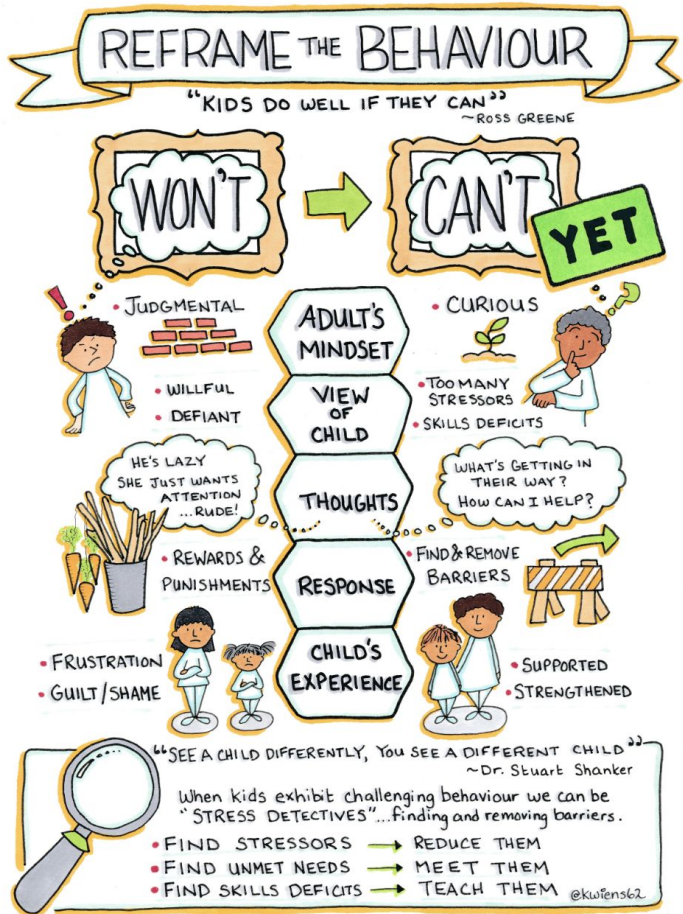 REFRAME THE BEHAVIOUR
"KIDS DO WELL IF THEY CAN"
~ROSS GREENE
WON'T
CAN'T
YET
• JUDGMENTAL
ADULT'S
MINDSET
• CURIOUS
• WILLFUL
• DEFIANT
VIEW
OF
CHILD
• TOO MANY
STRESSORS
• SKILLS DEFICITS
HE'S LAZY
SHE JUST WANTS
ATTENTION
...RUDE!
THOUGHTS
WHAT'S GETTING IN
THEIR WAY?
HOW CAN I HELP?
• REWARDS &
PUNISHMENTS
RESPONSE
• FIND & REMOVE
BARRIERS
• FRUSTRATION
• GUILT/SHAME
CHILD'S
EXPERIENCE
• SUPPORTED
• STRENGTHENED
"SEE A CHILD DIFFERENTLY, YOU SEE A DIFFERENT CHILD"
~Dr. Stuart Shanker
When kids exhibit challenging behaviour we can be
"STRESS DETECTIVES"...finding and removing barriers.
• FIND STRESSORS → REDUCE THEM
• FIND UNMET NEEDS → MEET THEM
• FIND SKILLS DEFICITS → TEACH THEM
@kwiens62